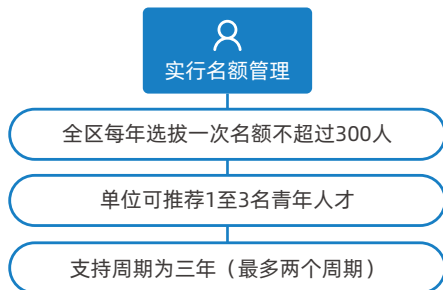 实行名额管理
全区每年选拔一次名额不超过300人
单位可推荐1至3名青年人才
支持周期为三年（最多两个周期）